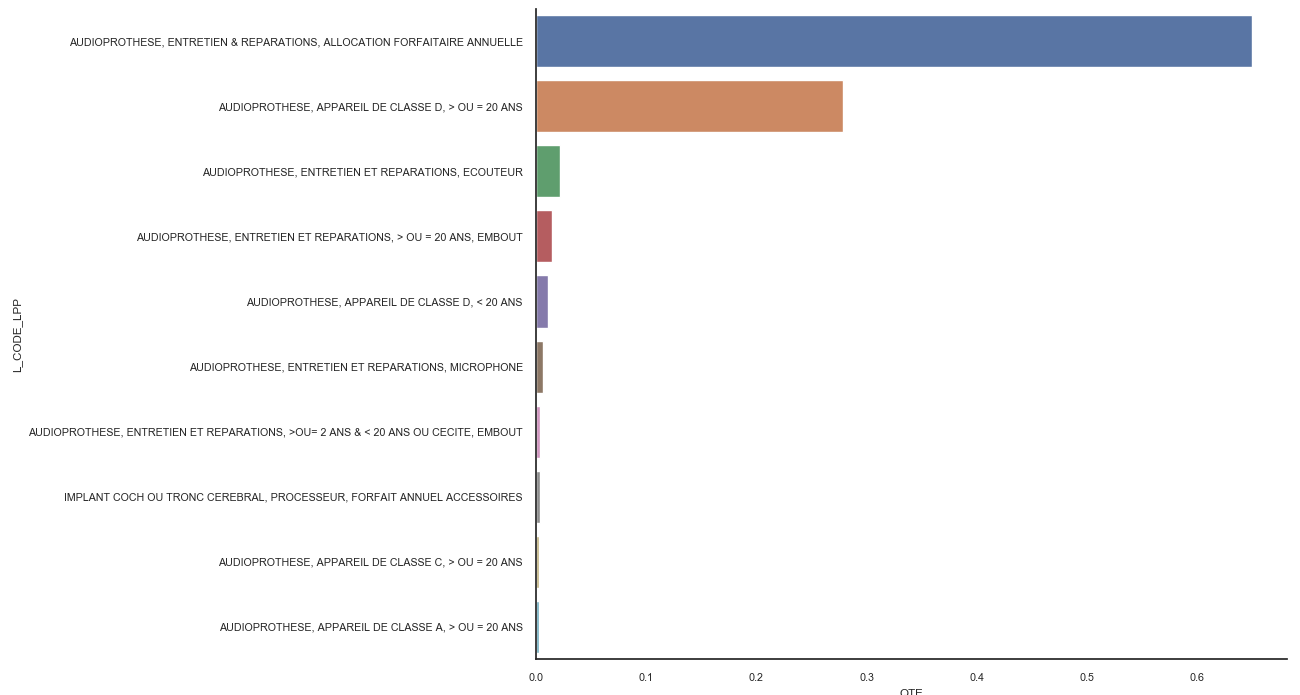 AUDIOPROTHESE, ENTRETIEN & REPARATIONS, ALLOCATION FORFAITAIRE ANNUELLE
AUDIOPROTHESE, APPAREIL DE CLASSE D, > OU = 20 ANS
AUDIOPROTHESE, ENTRETIEN ET REPARATIONS, ECOUTEUR
AUDIOPROTHESE, ENTRETIEN ET REPARATIONS, > OU = 20 ANS, EMBOUT
AUDIOPROTHESE, APPAREIL DE CLASSE D, < 20 ANS
L_CODE_LPP
AUDIOPROTHESE, ENTRETIEN ET REPARATIONS, MICROPHONE
AUDIOPROTHESE, ENTRETIEN ET REPARATIONS, >OU= 2 ANS & < 20 ANS OU CECITE, EMBOUT
IMPLANT COCH OU TRONC CEREBRAL, PROCESSEUR, FORFAIT ANNUEL ACCESSOIRES
AUDIOPROTHESE, APPAREIL DE CLASSE C, > OU = 20 ANS
AUDIOPROTHESE, APPAREIL DE CLASSE A, > OU = 20 ANS
0.0 0.1 0.2 0.3 0.4 0.5 0.6